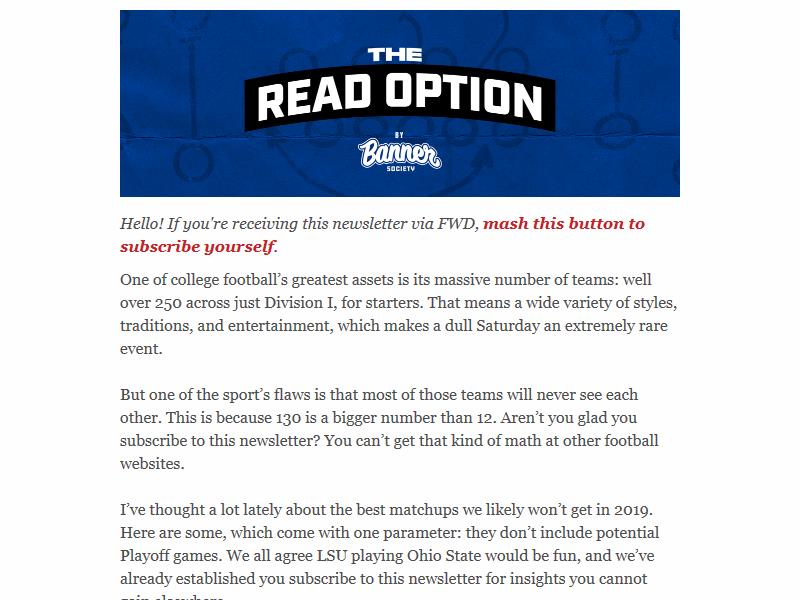 THE
READ OPTION
BY
Banner
SOCIETY
Hello! If you're receiving this newsletter via FWD, mash this button to
subscribe yourself.
One of college football’s greatest assets is its massive number of teams: well
over 250 across just Division I, for starters. That means a wide variety of styles,
traditions, and entertainment, which makes a dull Saturday an extremely rare
event.
But one of the sport’s flaws is that most of those teams will never see each
other. This is because 130 is a bigger number than 12. Aren’t you glad you
subscribe to this newsletter? You can’t get that kind of math at other football
websites.
I’ve thought a lot lately about the best matchups we likely won’t get in 2019.
Here are some, which come with one parameter: they don’t include potential
Playoff games. We all agree LSU playing Ohio State would be fun, and we’ve
already established you subscribe to this newsletter for insights you cannot